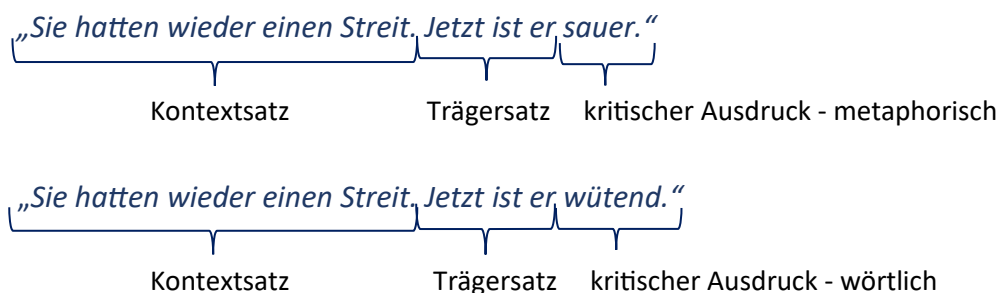 „Sie hatten wieder einen Streit. Jetzt ist er sauer.“
Kontextsatz Trägersatz kritischer Ausdruck - metaphorisch
„Sie hatten wieder einen Streit. Jetzt ist er wütend.“
Kontextsatz Trägersatz kritischer Ausdruck - wörtlich